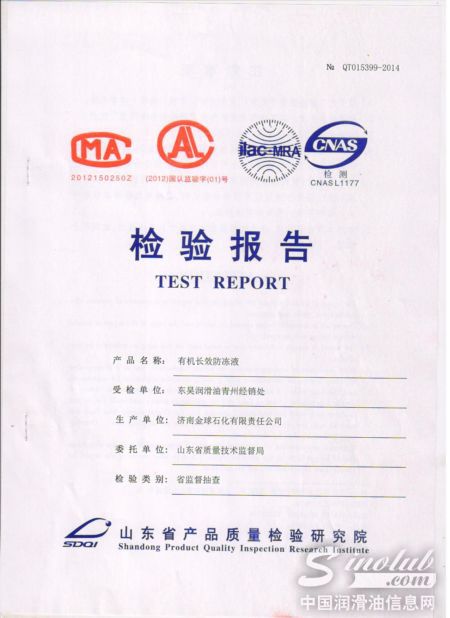 № QT015399-2014
MA
AL
ilac-MRA
CNAS
2012150250Z
(2012)国认监验字(01)号
检 测
CNAS L1177
检验报告
TEST REPORT
产 品 名 称： 有机长效防冻液
受 检 单 位： 东昊润滑油青州经销处
生 产 单 位： 济南金球石化有限责任公司
委 托 单 位： 山东省质量技术监督局
检 验 类 别： 省监督抽查
SDQI
山东省产品质量检验研究院
Shandong Product Quality Inspection Research Institute
Sinolub
.com
中国润滑油信息网